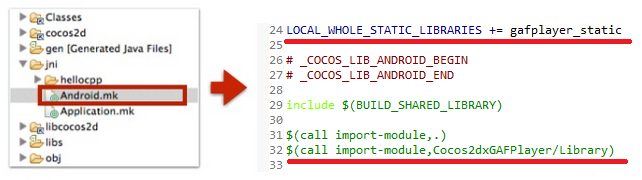 Classes
cocos2d
gen [Generated Java Files]
jni
hellocpp
Android.mk
Application.mk
libcocos2d
libs
obj
24 LOCAL_WHOLE_STATIC_LIBRARIES += gafplayer_static
25
26 # _COCOS_LIB_ANDROID_BEGIN
27 # _COCOS_LIB_ANDROID_END
28
29 include $(BUILD_SHARED_LIBRARY)
30
31 $(call import-module,.)
32 $(call import-module,Cocos2dxGAFPlayer/Library)
33